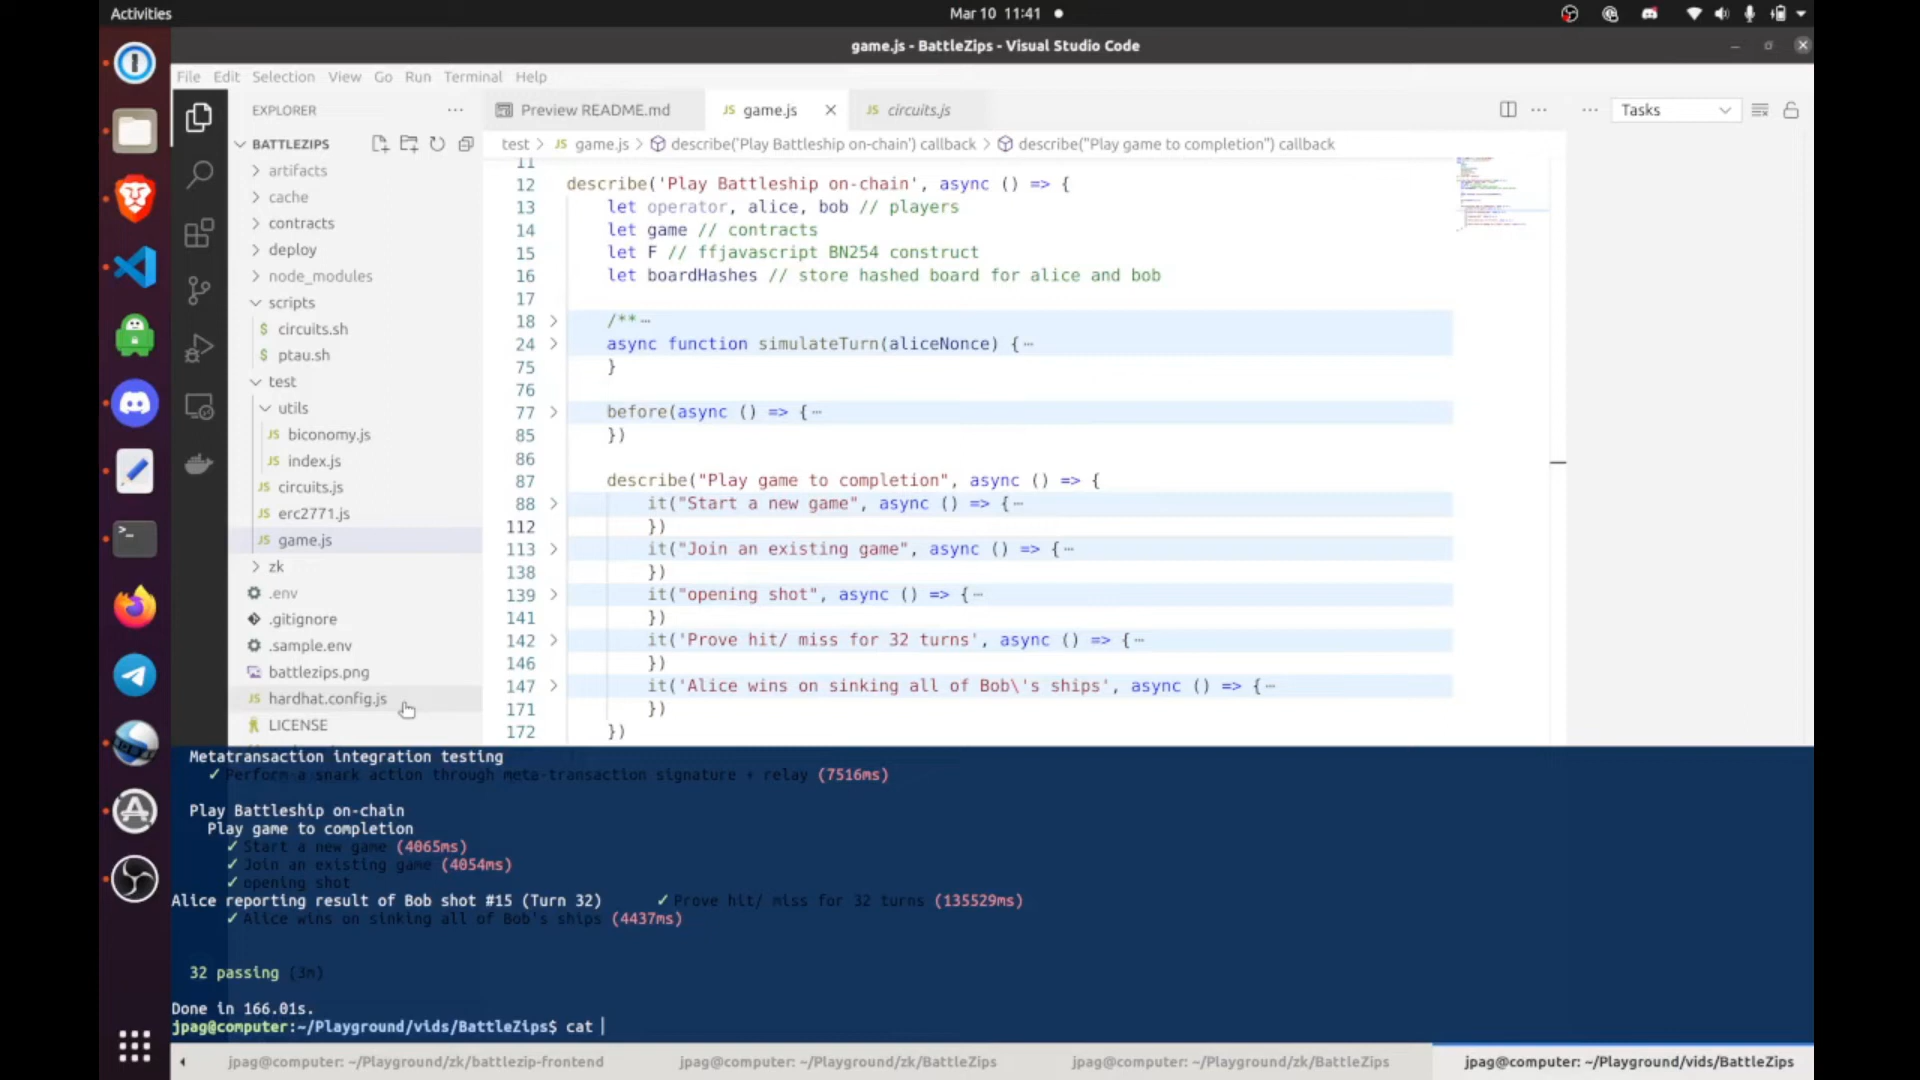 Activities
Mar 10 11:41
game.js - BattleZips - Visual Studio Code
File Edit Selection View Go Run Terminal Help
EXPLORER
Preview README.md
JS game.js
JS circuits.js
Tasks
BATTLEZIPS
test > JS game.js > describe('Play Battleship on-chain') callback > describe("Play game to completion") callback
artifacts
cache
contracts
deploy
node_modules
scripts
$ circuits.sh
$ ptau.sh
test
utils
JS biconomy.js
JS index.js
JS circuits.js
JS erc2771.js
JS game.js
zk
.env
.gitignore
.sample.env
battlezips.png
JS hardhat.config.js
LICENSE
11
12 describe('Play Battleship on-chain', async () => {
13 let operator, alice, bob // players
14 let game // contracts
15 let F // ffjavascript BN254 construct
16 let boardHashes // store hashed board for alice and bob
17
18 /**⋯
24 async function simulateTurn(aliceNonce) {⋯
75 }
76
77 before(async () => {⋯
85 })
86
87 describe("Play game to completion", async () => {
88 it("Start a new game", async () => {⋯
112 })
113 it("Join an existing game", async () => {⋯
138 })
139 it("opening shot", async () => {⋯
141 })
142 it('Prove hit/ miss for 32 turns', async () => {⋯
146 })
147 it('Alice wins on sinking all of Bob\'s ships', async () => {⋯
171 })
172 })
Metatransaction integration testing
✓ Perform a snark action through meta-transaction signature + relay (7516ms)
Play Battleship on-chain
Play game to completion
✓ Start a new game (4065ms)
✓ Join an existing game (4054ms)
✓ opening shot
Alice reporting result of Bob shot #15 (Turn 32) ✓ Prove hit/ miss for 32 turns (135529ms)
✓ Alice wins on sinking all of Bob's ships (4437ms)
32 passing (3m)
Done in 166.01s.
jpag@computer:~/Playground/vids/BattleZips$ cat
jpag@computer: ~/Playground/zk/battlezip-frontend
jpag@computer: ~/Playground/zk/BattleZips
jpag@computer: ~/Playground/zk/BattleZips
jpag@computer: ~/Playground/vids/BattleZips